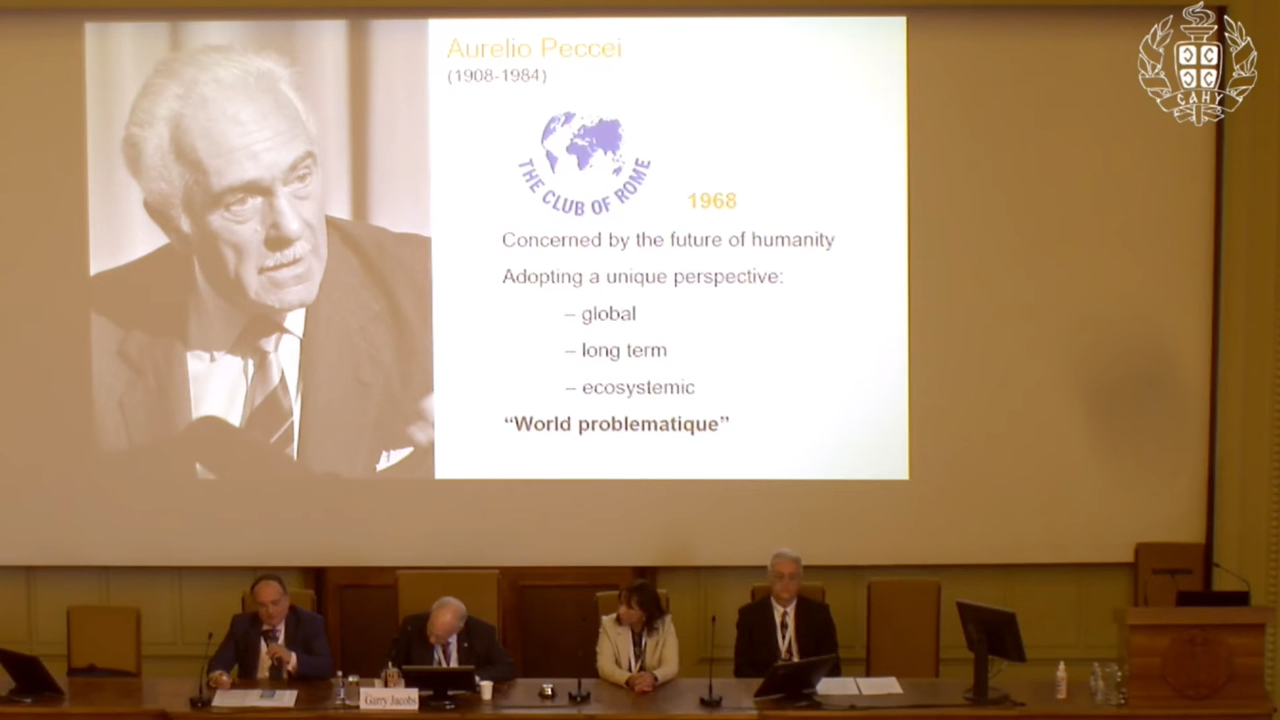 Aurelio Peccei
(1908-1984)
THE CLUB OF ROME
1968
Concerned by the future of humanity
Adopting a unique perspective:
– global
– long term
– ecosystemic
“World problematique”
САНУ
Garry Jacobs